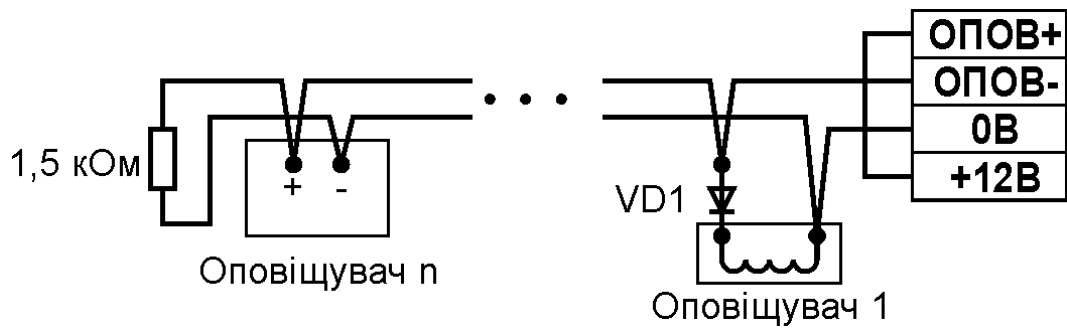 ОПОВ+
ОПОВ-
0В
+12В
1,5 кОм
+ -
VD1
Оповіщувач n
Оповіщувач 1